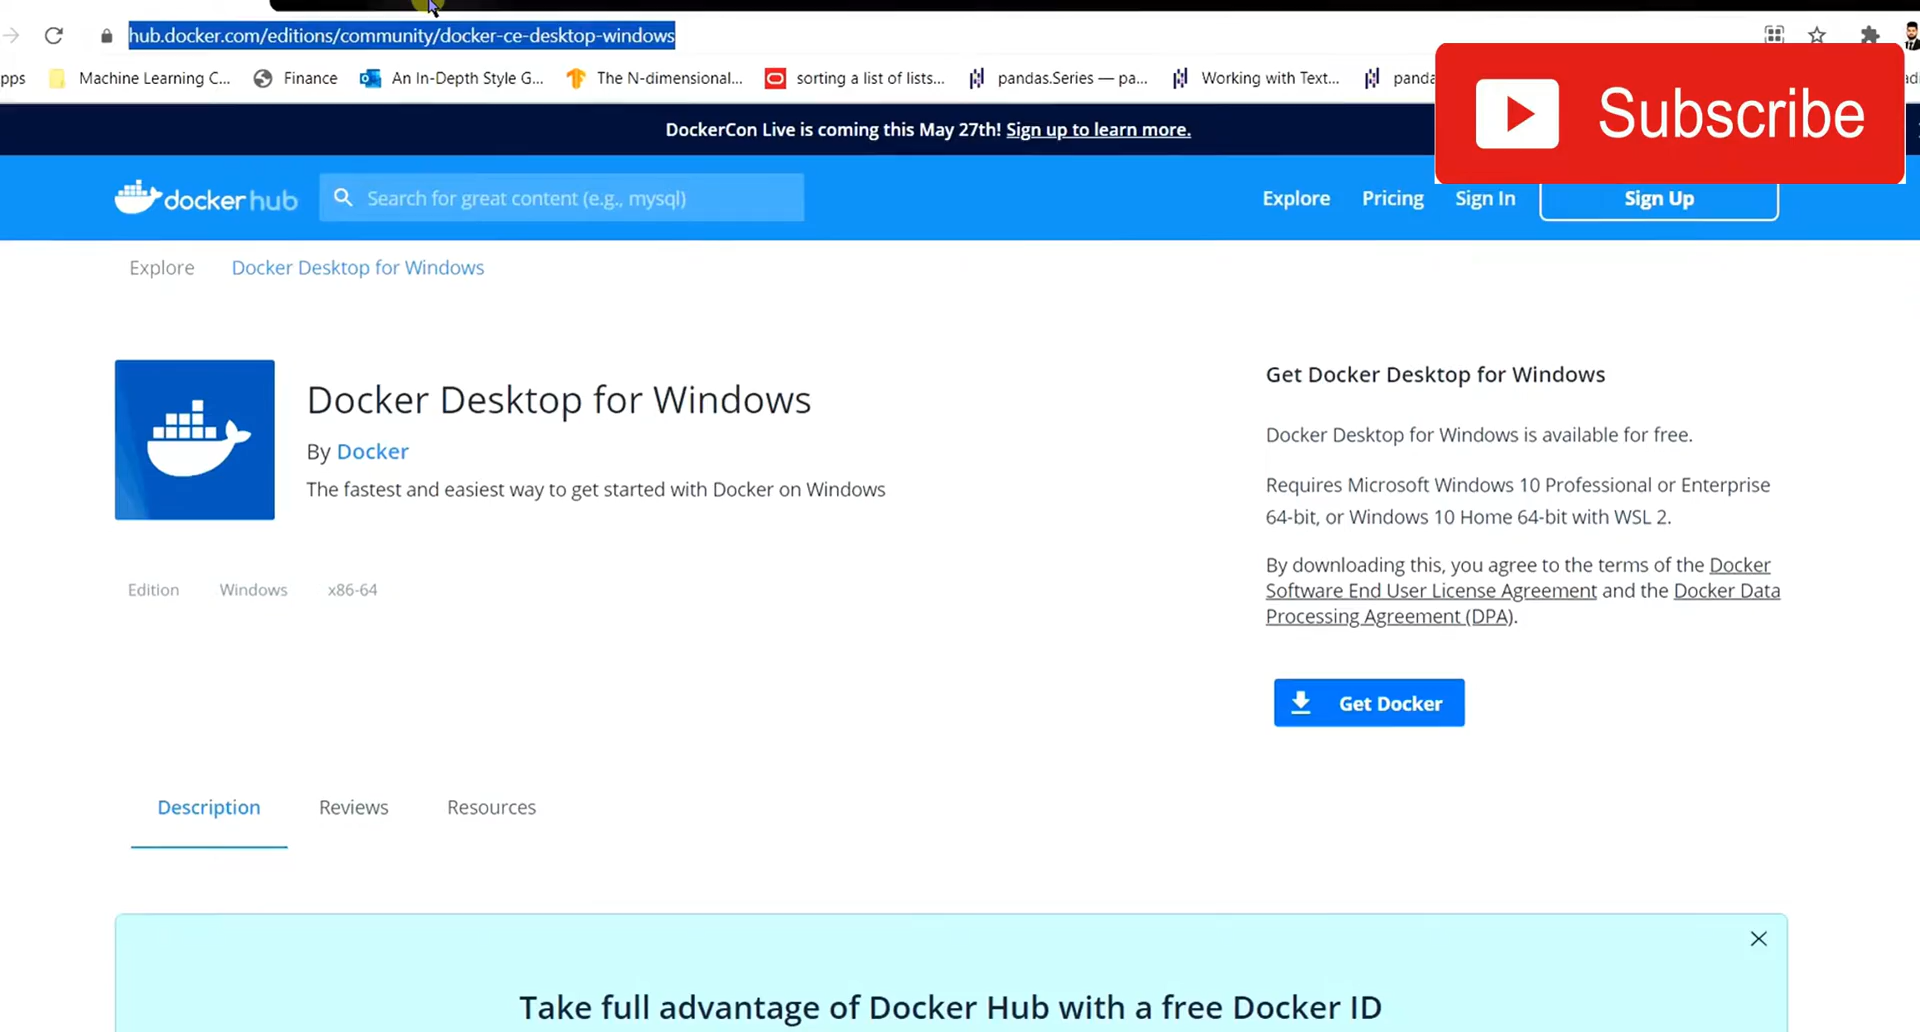 hub.docker.com/editions/community/docker-ce-desktop-windows
pps Machine Learning C... Finance An In-Depth Style G... The N-dimensional... sorting a list of lists... pandas.Series — pa... Working with Text... panda
Subscribe
DockerCon Live is coming this May 27th! Sign up to learn more.
docker hub Search for great content (e.g., mysql) Explore Pricing Sign In Sign Up
Explore Docker Desktop for Windows
Docker Desktop for Windows
By Docker
The fastest and easiest way to get started with Docker on Windows
Edition Windows x86-64
Get Docker Desktop for Windows
Docker Desktop for Windows is available for free.
Requires Microsoft Windows 10 Professional or Enterprise
64-bit, or Windows 10 Home 64-bit with WSL 2.
By downloading this, you agree to the terms of the Docker
Software End User License Agreement and the Docker Data
Processing Agreement (DPA).
Get Docker
Description Reviews Resources
Take full advantage of Docker Hub with a free Docker ID